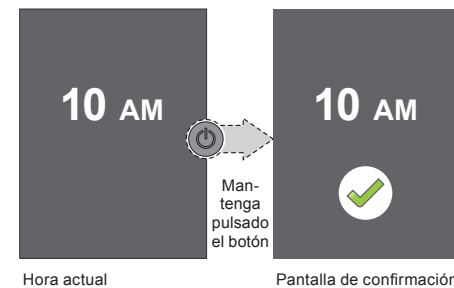 10 AM
Man-
tenga
pulsado
el botón
10 AM
Hora actual
Pantalla de confirmación